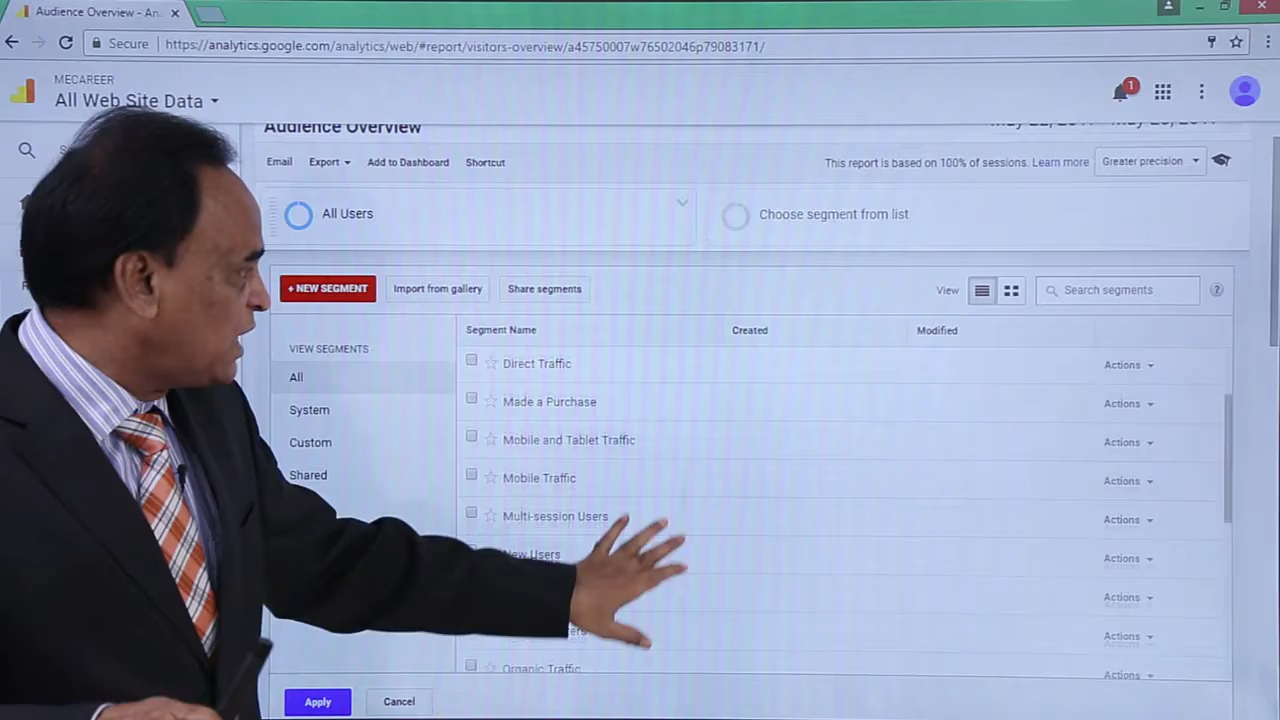 Audience Overview - An
Secure
https://analytics.google.com/analytics/web/#report/visitors-overview/a45750007w76502046p79083171/
MECAREER
All Web Site Data
1
Audience Overview
Email
Export
Add to Dashboard
Shortcut
This report is based on 100% of sessions. Learn more
Greater precision
All Users
Choose segment from list
+ NEW SEGMENT
Import from gallery
Share segments
View
Search segments
?
VIEW SEGMENTS
All
System
Custom
Shared
Segment Name
Created
Modified
Direct Traffic
Actions
Made a Purchase
Actions
Mobile and Tablet Traffic
Actions
Mobile Traffic
Actions
Multi-session Users
Actions
New Users
Actions
Actions
Actions
Organic Traffic
Actions
Apply
Cancel